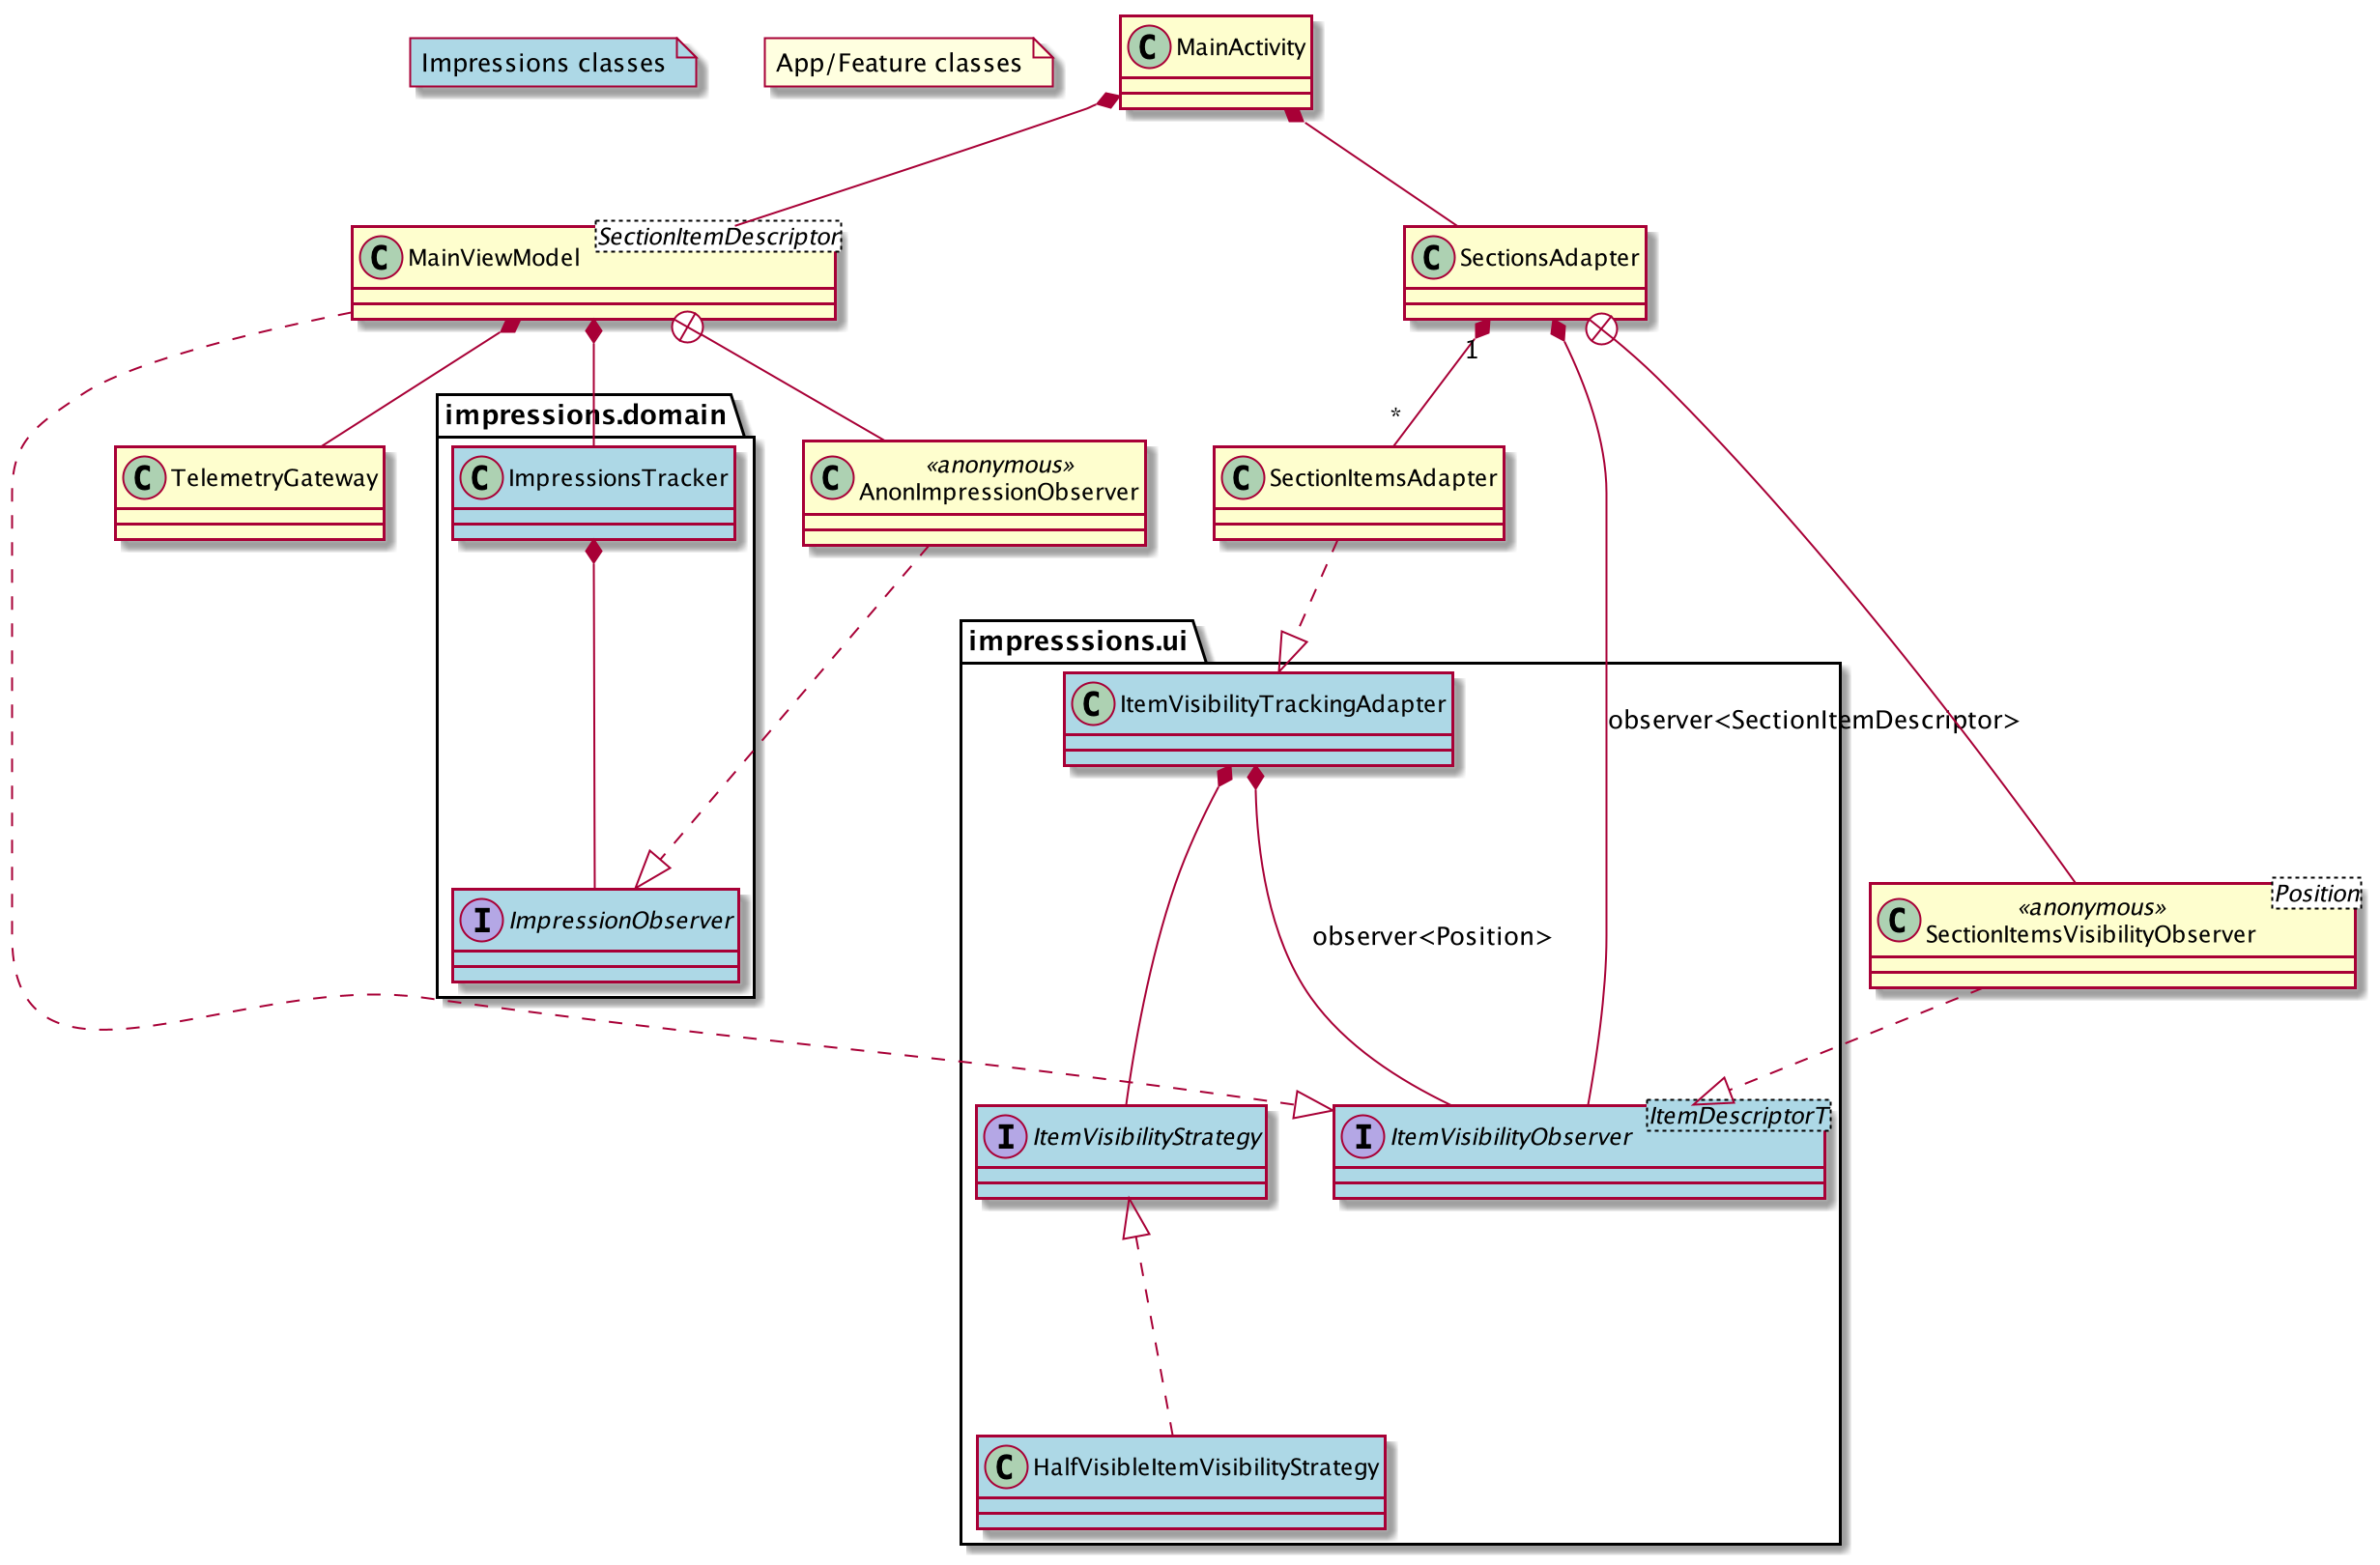 MainActivity
Impressions classes
App/Feature classes
SectionItemDescriptor
MainViewModel
SectionsAdapter
1
*
impressions.domain
TelemetryGateway
ImpressionsTracker
«anonymous»
AnonImpressionObserver
SectionItemsAdapter
impresssions.ui
ItemVisibilityTrackingAdapter
observer<SectionItemDescriptor>
ImpressionObserver
observer<Position>
Position
«anonymous»
SectionItemsVisibilityObserver
ItemVisibilityStrategy
ItemDescriptorT
ItemVisibilityObserver
HalfVisibleItemVisibilityStrategy
C
C
C
C
C
C
C
C
I
C
I
I
C